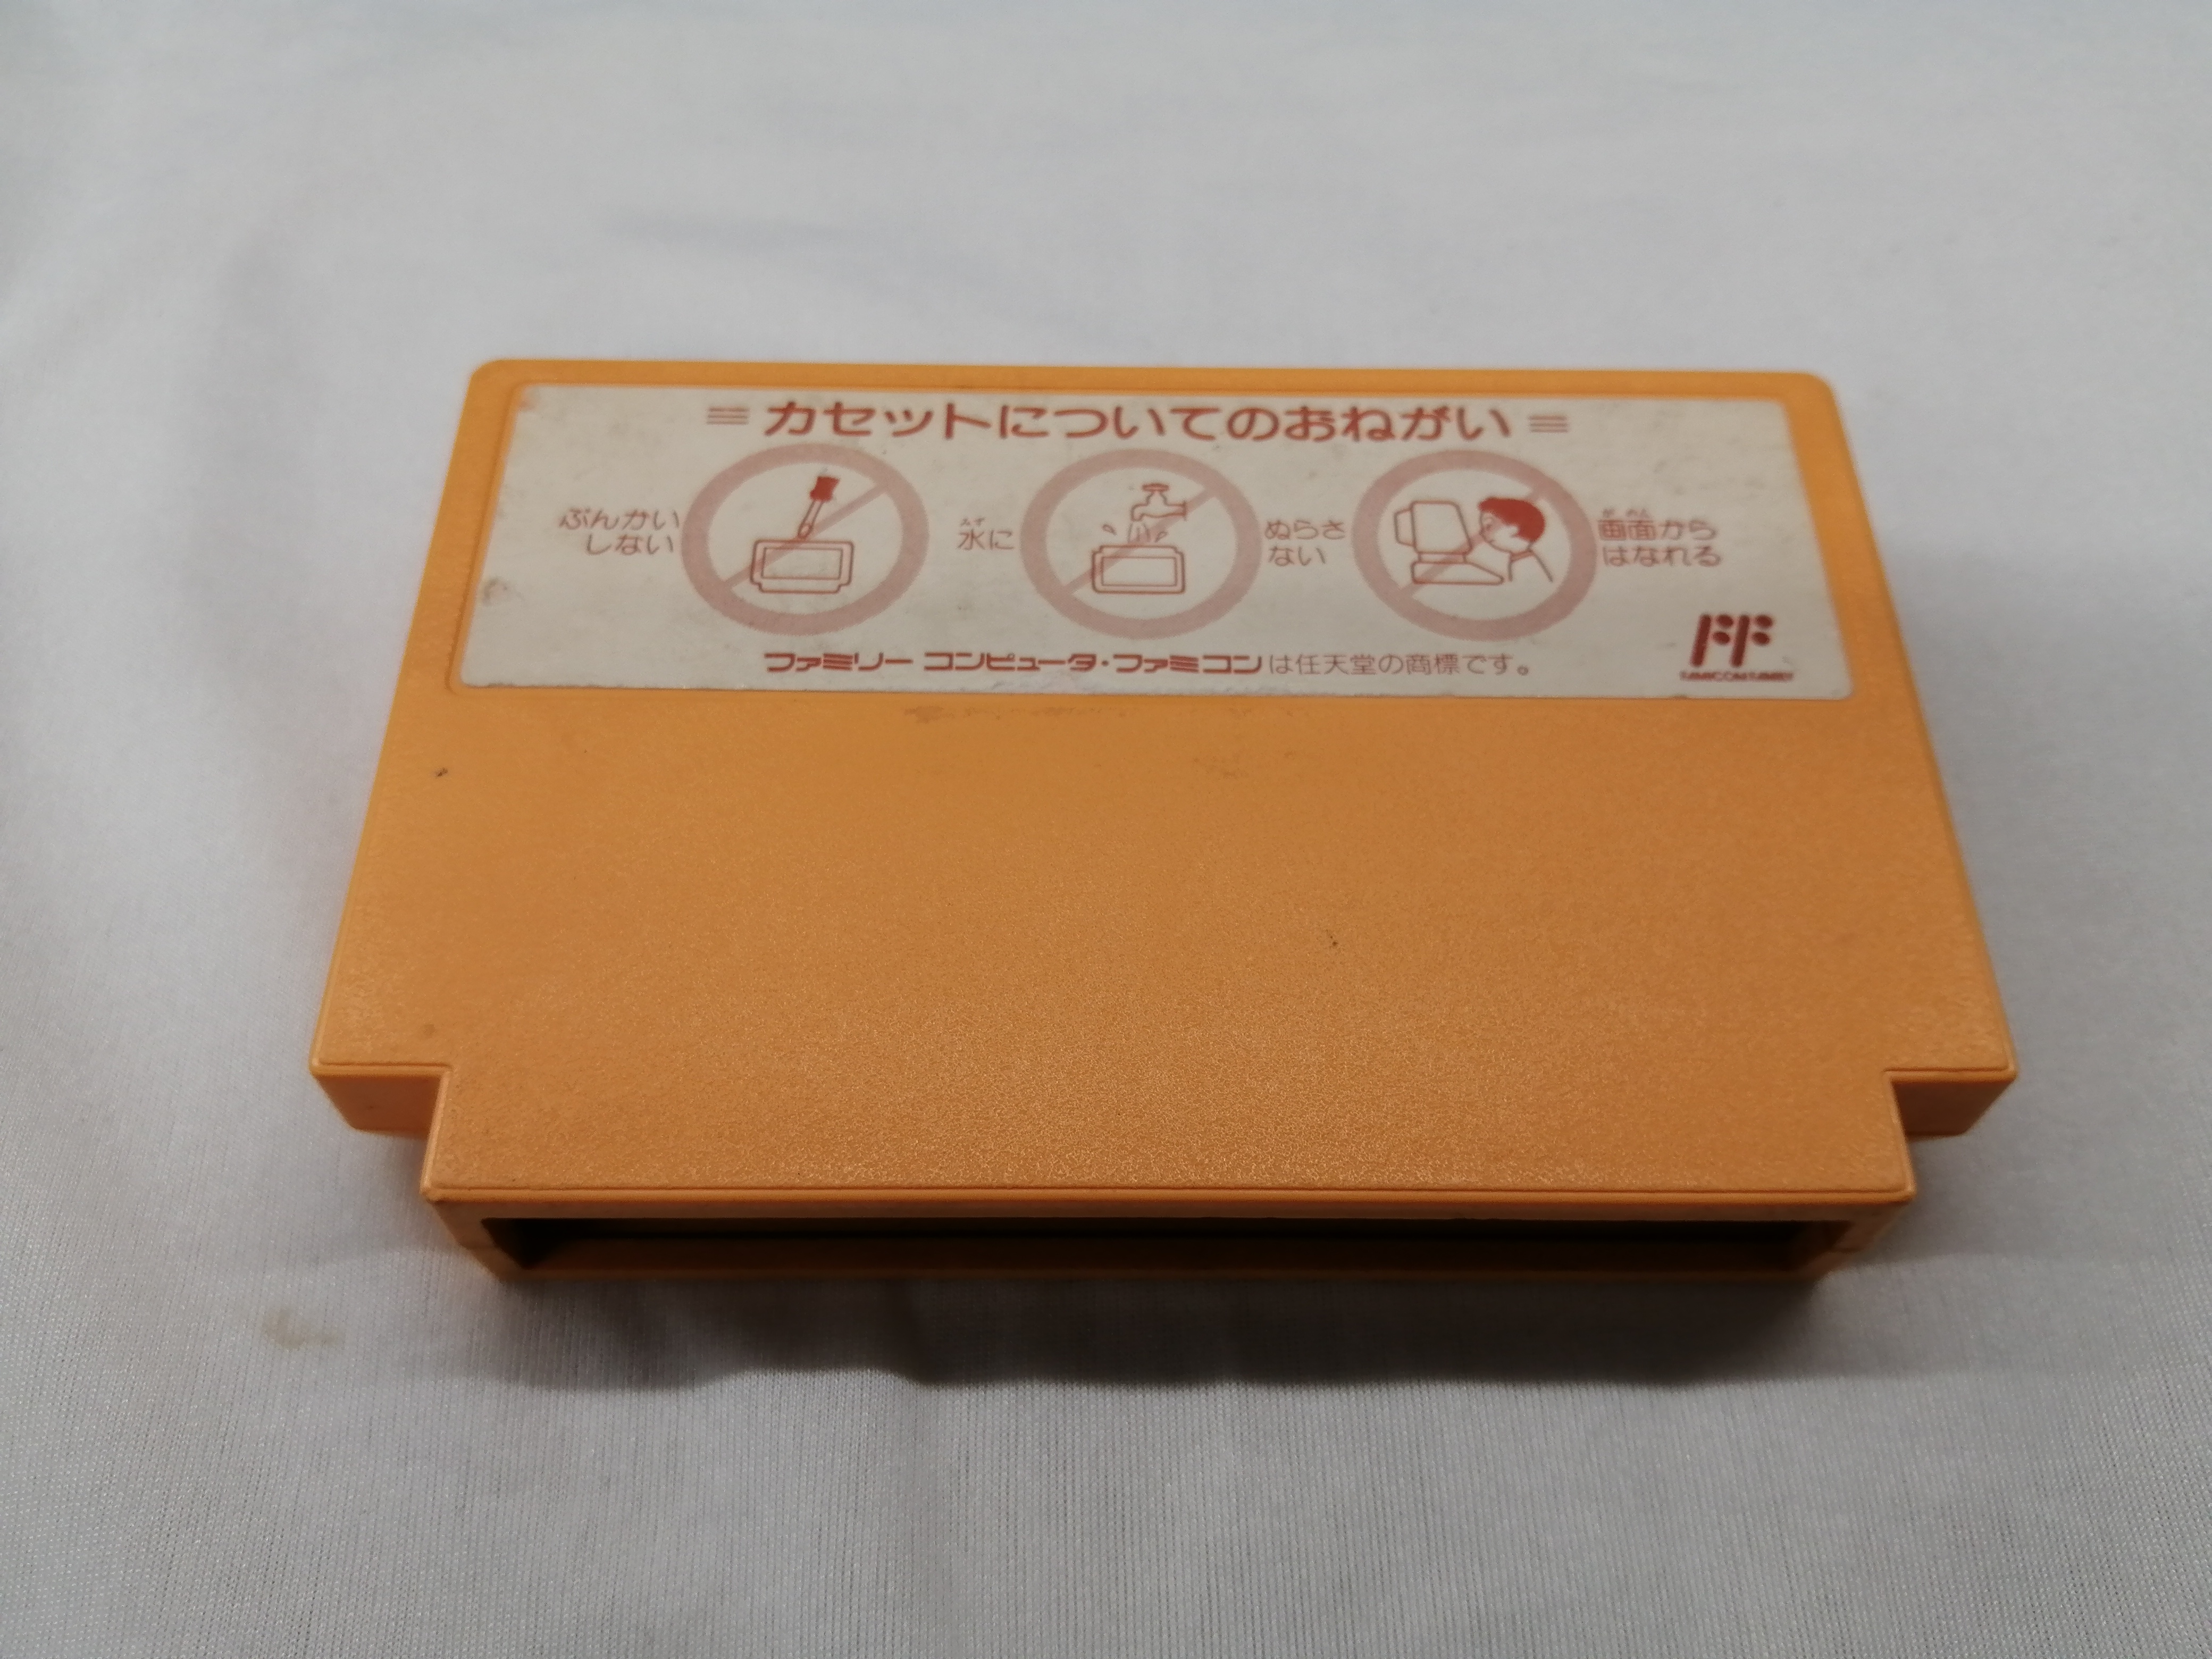 カセットについてのおねがい
ぶんかい
しない
みず
水に
ぬらさ
ない
が めん
画面から
はなれる
ファミリー コンピュータ・ファミコンは任天堂の商標です。
FF
FAMICOM FAMILY